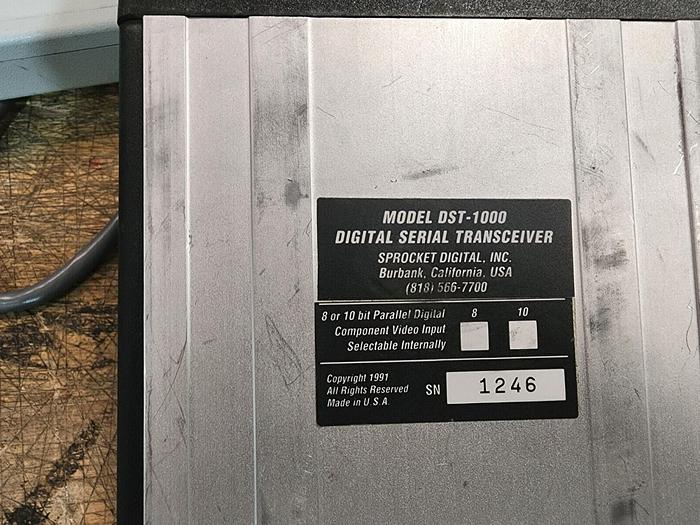 MODEL DST-1000
DIGITAL SERIAL TRANSCEIVER
SPROCKET DIGITAL, INC.
Burbank, California, USA
(818) 566-7700
8 or 10 bit Parallel Digital 8 10
Component Video Input
Selectable Internally
Copyright 1991
All Rights Reserved
Made in U.S.A.
SN 1246